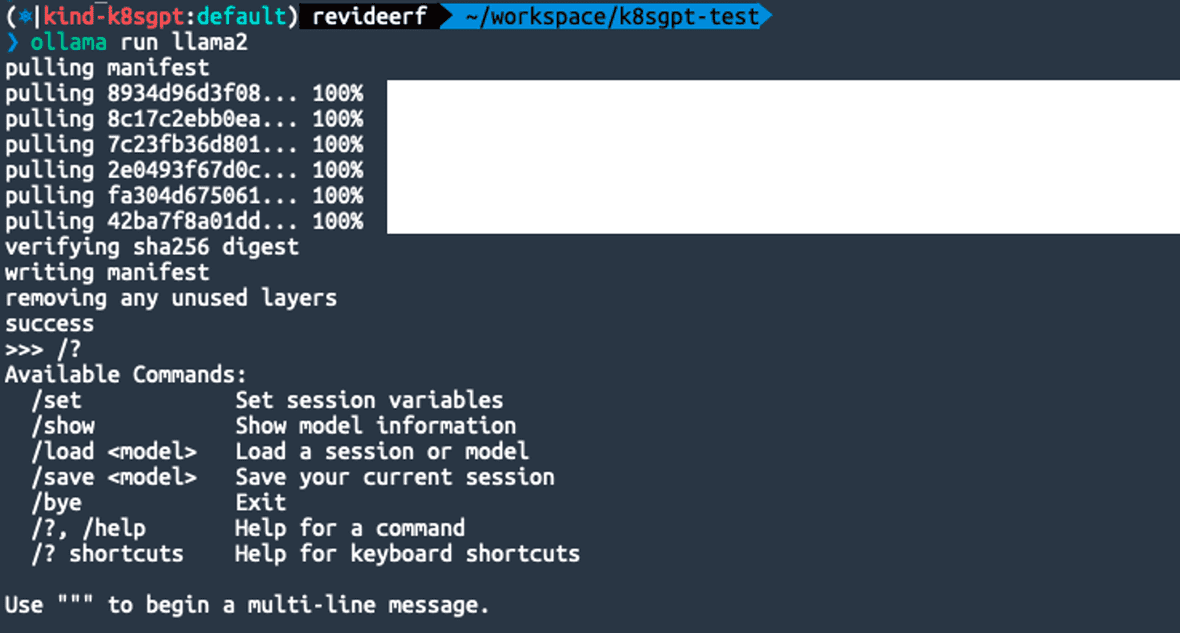 (⎈|kind-k8sgpt:default) revideerf ~/workspace/k8sgpt-test
❯ ollama run llama2
pulling manifest
pulling 8934d96d3f08... 100%
pulling 8c17c2ebb0ea... 100%
pulling 7c23fb36d801... 100%
pulling 2e0493f67d0c... 100%
pulling fa304d675061... 100%
pulling 42ba7f8a01dd... 100%
verifying sha256 digest
writing manifest
removing any unused layers
success
>>> /?
Available Commands:
  /set            Set session variables
  /show           Show model information
  /load <model>   Load a session or model
  /save <model>   Save your current session
  /bye            Exit
  /?, /help       Help for a command
  /? shortcuts    Help for keyboard shortcuts
Use """ to begin a multi-line message.